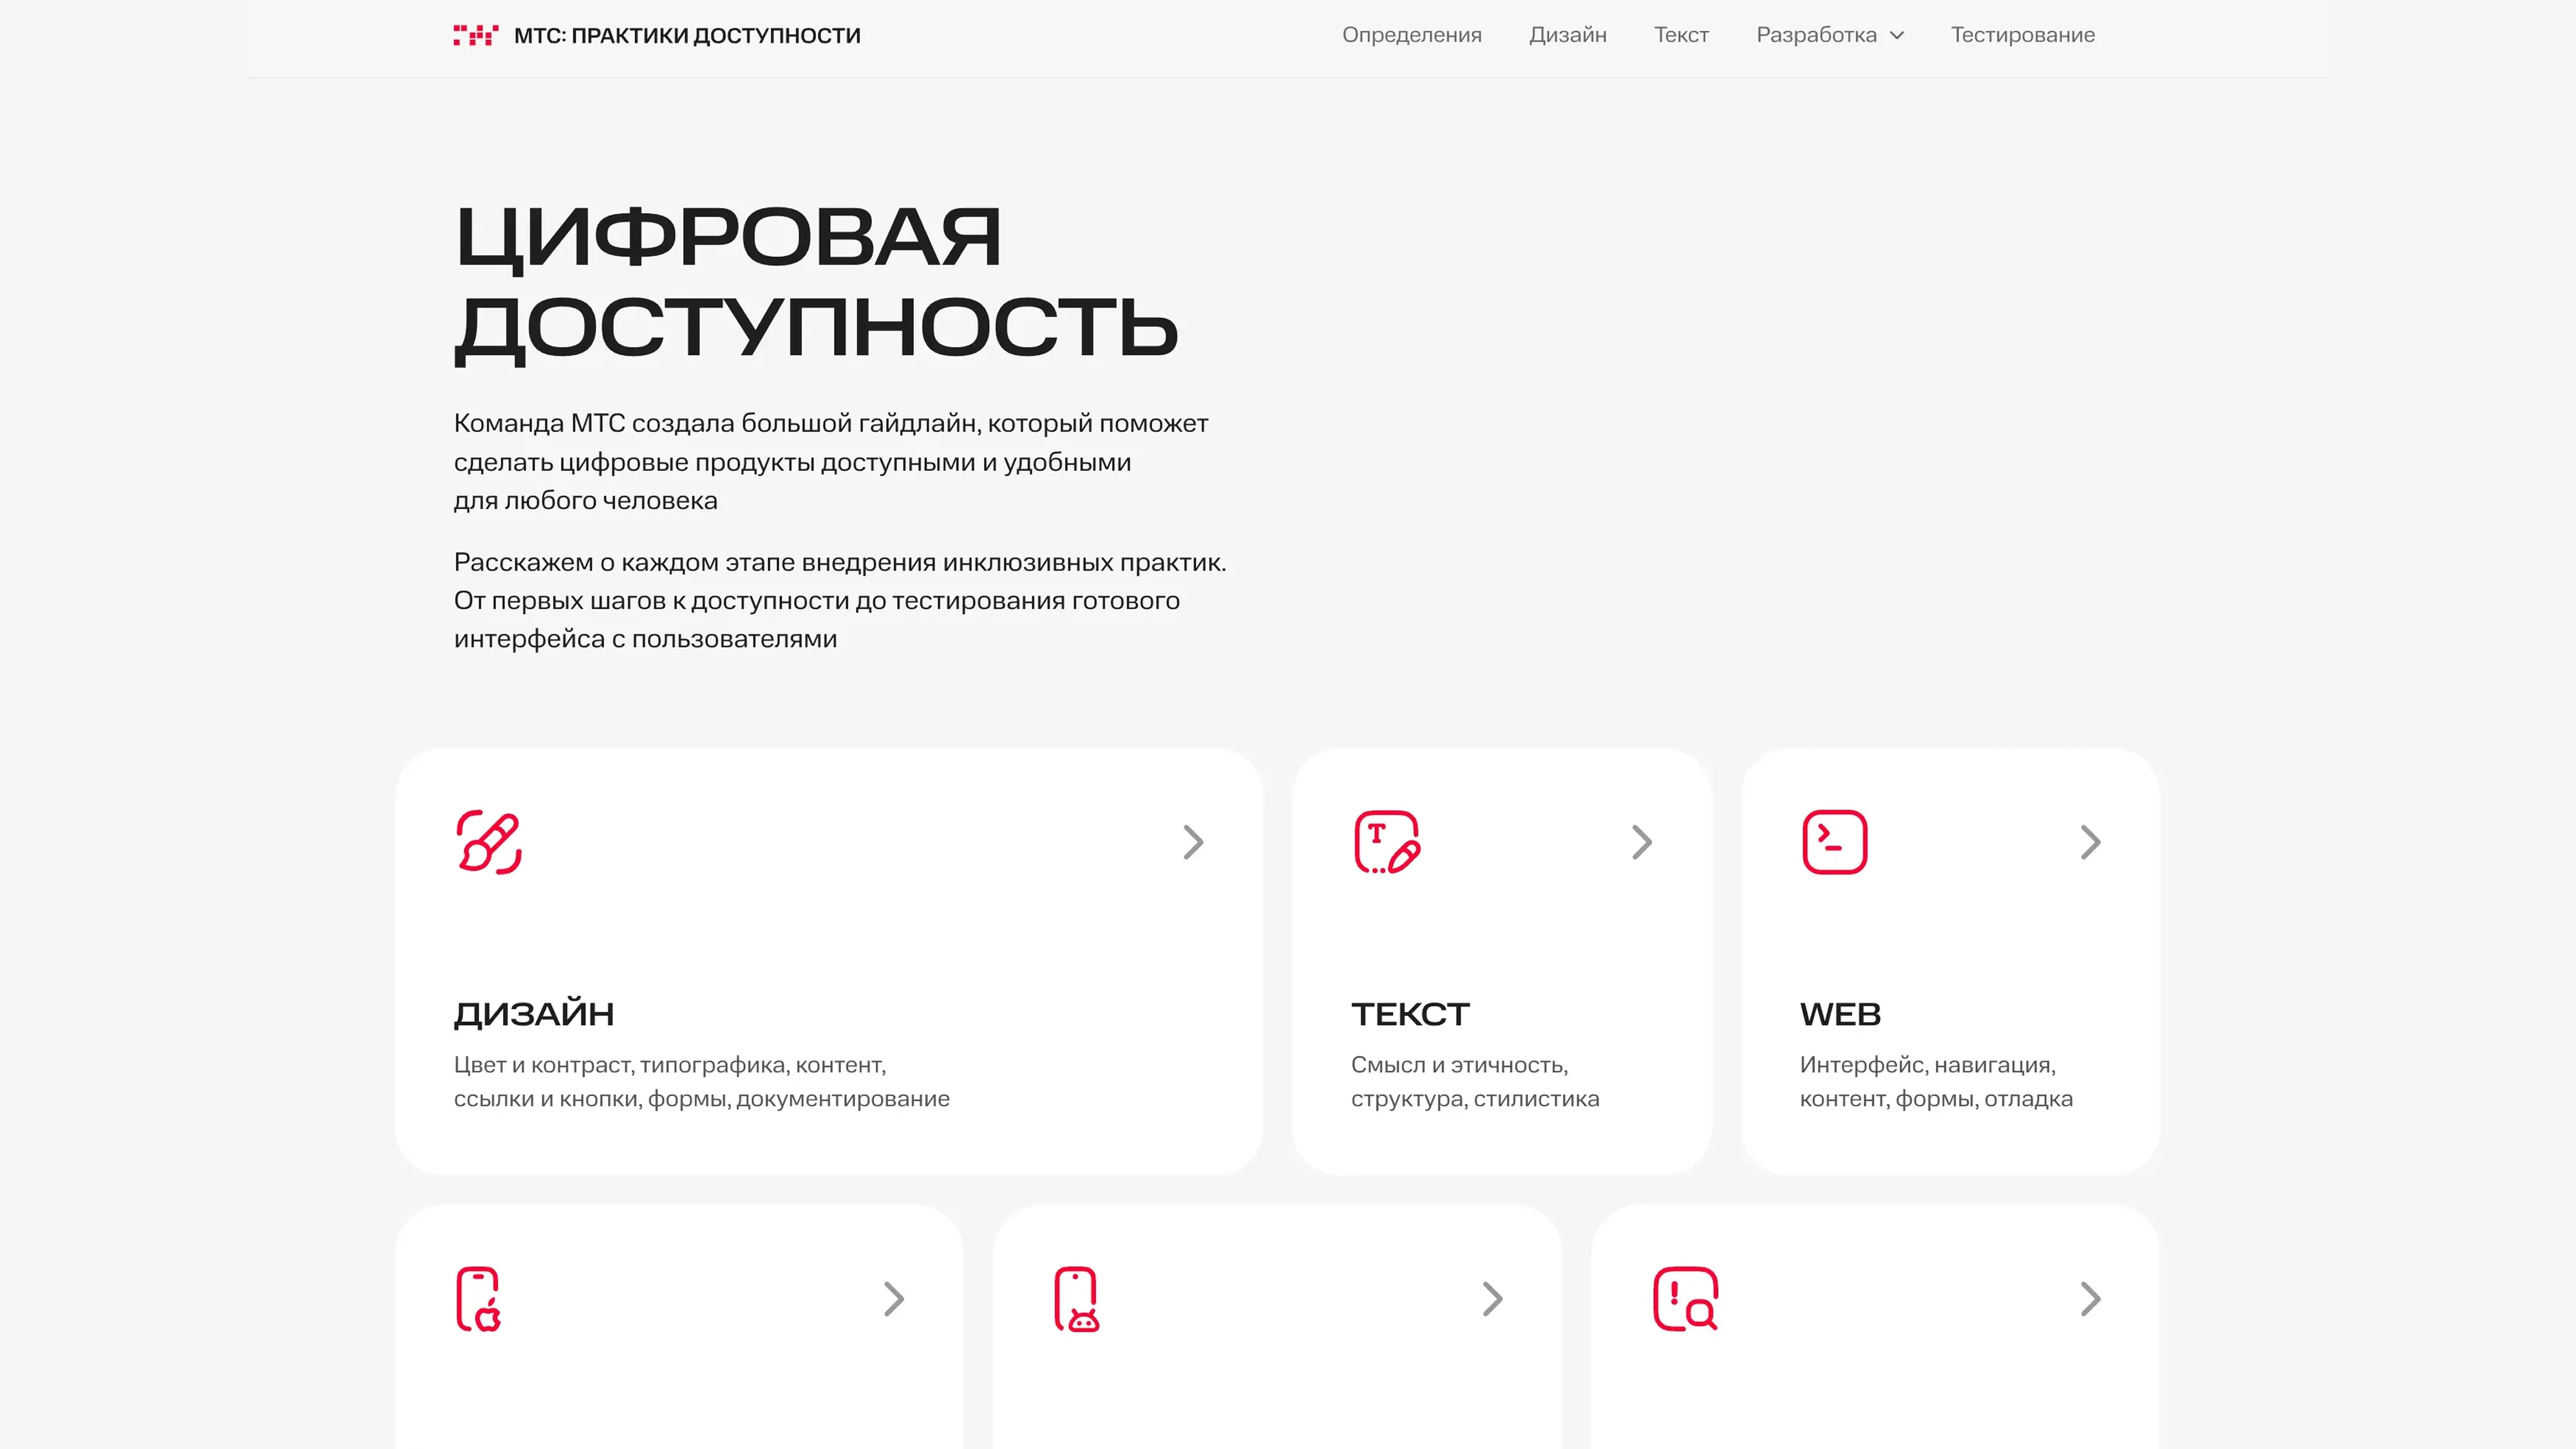 МТС: ПРАКТИКИ ДОСТУПНОСТИ
Определения
Дизайн
Текст
Разработка
Тестирование
ЦИФРОВАЯ
ДОСТУПНОСТЬ
Команда МТС создала большой гайдлайн, который поможет
сделать цифровые продукты доступными и удобными
для любого человека
Расскажем о каждом этапе внедрения инклюзивных практик.
От первых шагов к доступности до тестирования готового
интерфейса с пользователями
ДИЗАЙН
Цвет и контраст, типографика, контент,
ссылки и кнопки, формы, документирование
ТЕКСТ
Смысл и этичность,
структура, стилистика
WEB
Интерфейс, навигация,
контент, формы, отладка